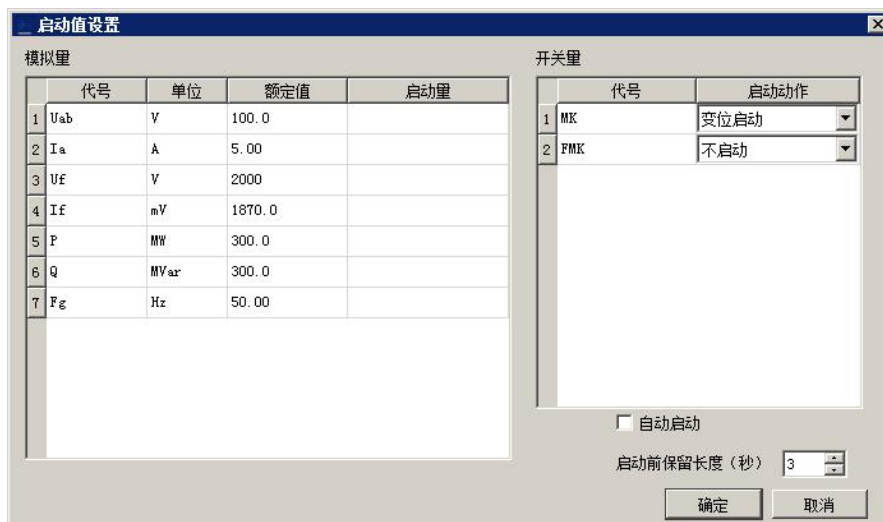 启动值设置
模拟量
代号 单位 额定值 启动量
1 Uab V 100.0
2 Ia A 5.00
3 Uf V 2000
4 If mV 1870.0
5 P MW 300.0
6 Q MVar 300.0
7 Fg Hz 50.00
开关量
代号 启动动作
1 MK 变位启动
2 FMK 不启动
自动启动
启动前保留长度（秒） 3
确定 取消